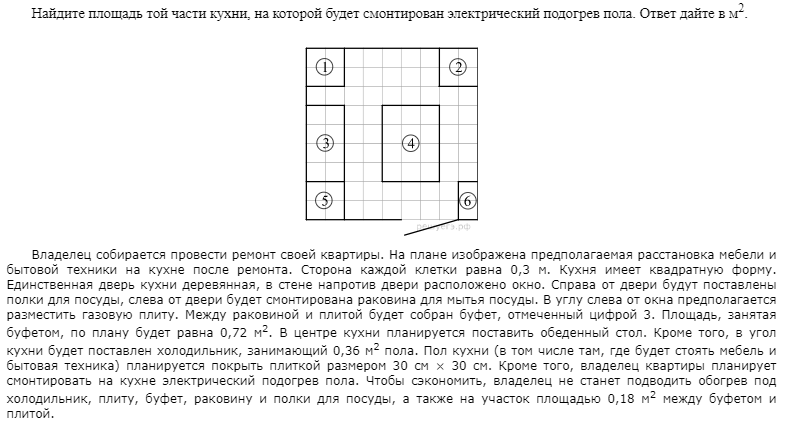 Найдите площадь той части кухни, на которой будет смонтирован электрический подогрев пола. Ответ дайте в м².
1 2
3 4
5 6
решуегэ.рф
Владелец собирается провести ремонт своей квартиры. На плане изображена предполагаемая расстановка мебели и
бытовой техники на кухне после ремонта. Сторона каждой клетки равна 0,3 м. Кухня имеет квадратную форму.
Единственная дверь кухни деревянная, в стене напротив двери расположено окно. Справа от двери будут поставлены
полки для посуды, слева от двери будет смонтирована раковина для мытья посуды. В углу слева от окна предполагается
разместить газовую плиту. Между раковиной и плитой будет собран буфет, отмеченный цифрой 3. Площадь, занятая
буфетом, по плану будет равна 0,72 м². В центре кухни планируется поставить обеденный стол. Кроме того, в угол
кухни будет поставлен холодильник, занимающий 0,36 м² пола. Пол кухни (в том числе там, где будет стоять мебель и
бытовая техника) планируется покрыть плиткой размером 30 см × 30 см. Кроме того, владелец квартиры планирует
смонтировать на кухне электрический подогрев пола. Чтобы сэкономить, владелец не станет подводить обогрев под
холодильник, плиту, буфет, раковину и полки для посуды, а также на участок площадью 0,18 м² между буфетом и
плитой.